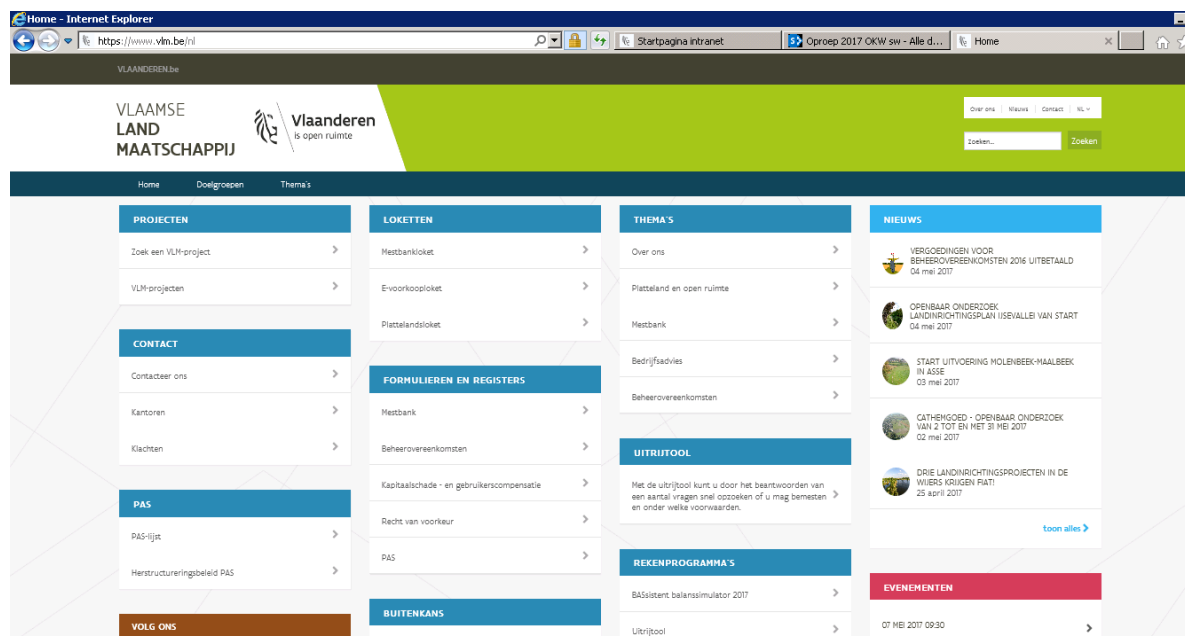 Home - Internet Explorer
https://www.vlm.be/nl
Startpagina intranet
Oproep 2017 OKW sw - Alle d...
Home
VLAANDEREN.be
VLAAMSE
LAND
MAATSCHAPPIJ
Vlaanderen
is open ruimte
Over ons
Nieuws
Contact
NL
Zoeken...
Zoeken
Home
Doelgroepen
Thema's
PROJECTEN
Zoek een VLM-project
VLM-projecten
CONTACT
Contacteer ons
Kantoren
Klachten
PAS
PAS-lijst
Herstructureringsbeleid PAS
VOLG ONS
LOKETTEN
Mestbankloket
E-voorkooploket
Plattelandsloket
FORMULIEREN EN REGISTERS
Mestbank
Beheerovereenkomsten
Kapitaalschade - en gebruikerscompensatie
Recht van voorkeur
PAS
BUITENKANS
THEMA'S
Over ons
Platteland en open ruimte
Mestbank
Bedrijfsadvies
Beheerovereenkomsten
UITRIJTOOL
Met de uitrijtool kunt u door het beantwoorden van
een aantal vragen snel opzoeken of u mag bemesten
en onder welke voorwaarden.
REKENPROGRAMMA'S
BASsistent balanssimulator 2017
Uitrijtool
NIEUWS
VERGOEDINGEN VOOR
BEHEEROVEREENKOMSTEN 2016 UITBETAALD
04 mei 2017
OPENBAAR ONDERZOEK
LANDINRICHTINGSPLAN IJSEVALLEI VAN START
04 mei 2017
START UITVOERING MOLENBEEK-MAALBEEK
IN ASSE
03 mei 2017
CATHEMGOED - OPENBAAR ONDERZOEK
VAN 2 TOT EN MET 31 MEI 2017
02 mei 2017
DRIE LANDINRICHTINGSPROJECTEN IN DE
WIJERS KRIJGEN FIAT!
25 april 2017
toon alles
EVENEMENTEN
07 MEI 2017 09:30